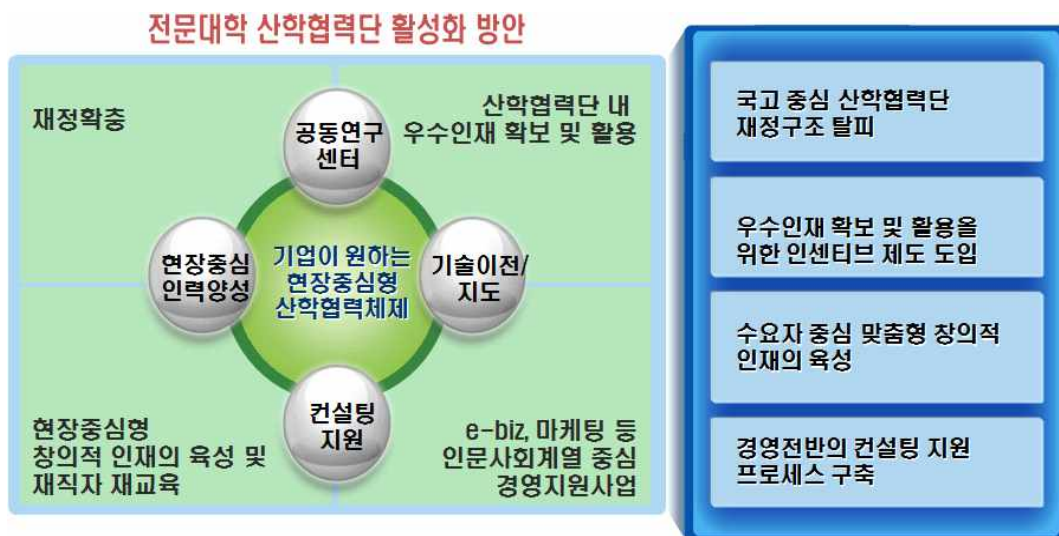 전문대학 산학협력단 활성화 방안
재정확충
산학협력단 내
우수인재 확보 및 활용
공동연구
센터
현장중심
인력양성
기업이 원하는
현장중심형
산학협력체제
기술이전/
지도
컨설팅
지원
현장중심형
창의적 인재의 육성 및
재직자 재교육
e-biz, 마케팅 등
인문사회계열 중심
경영지원사업
국고 중심 산학협력단
재정구조 탈피
우수인재 확보 및 활용을
위한 인센티브 제도 도입
수요자 중심 맞춤형 창의적
인재의 육성
경영전반의 컨설팅 지원
프로세스 구축